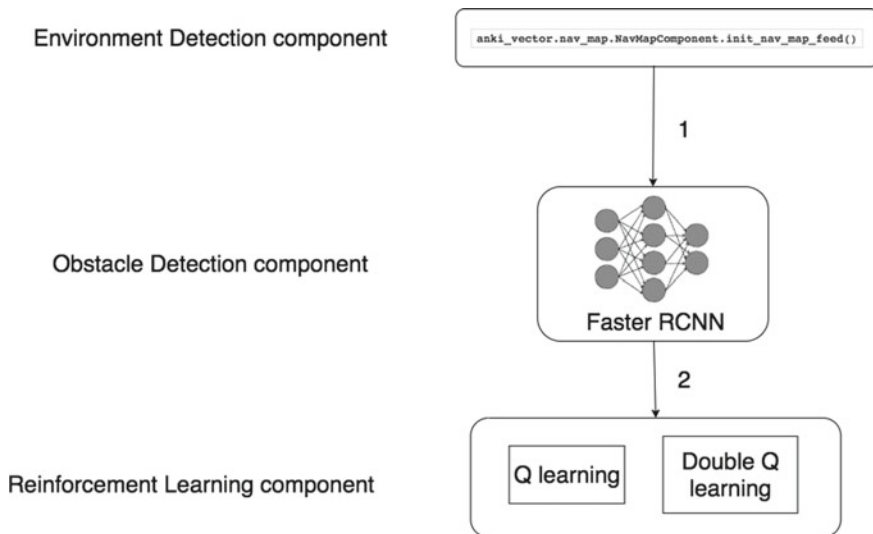 Environment Detection component
anki_vector.nav_map.NavMapComponent.init_nav_map_feed()
1
Obstacle Detection component
Faster RCNN
2
Reinforcement Learning component
Q learning
Double Q
learning